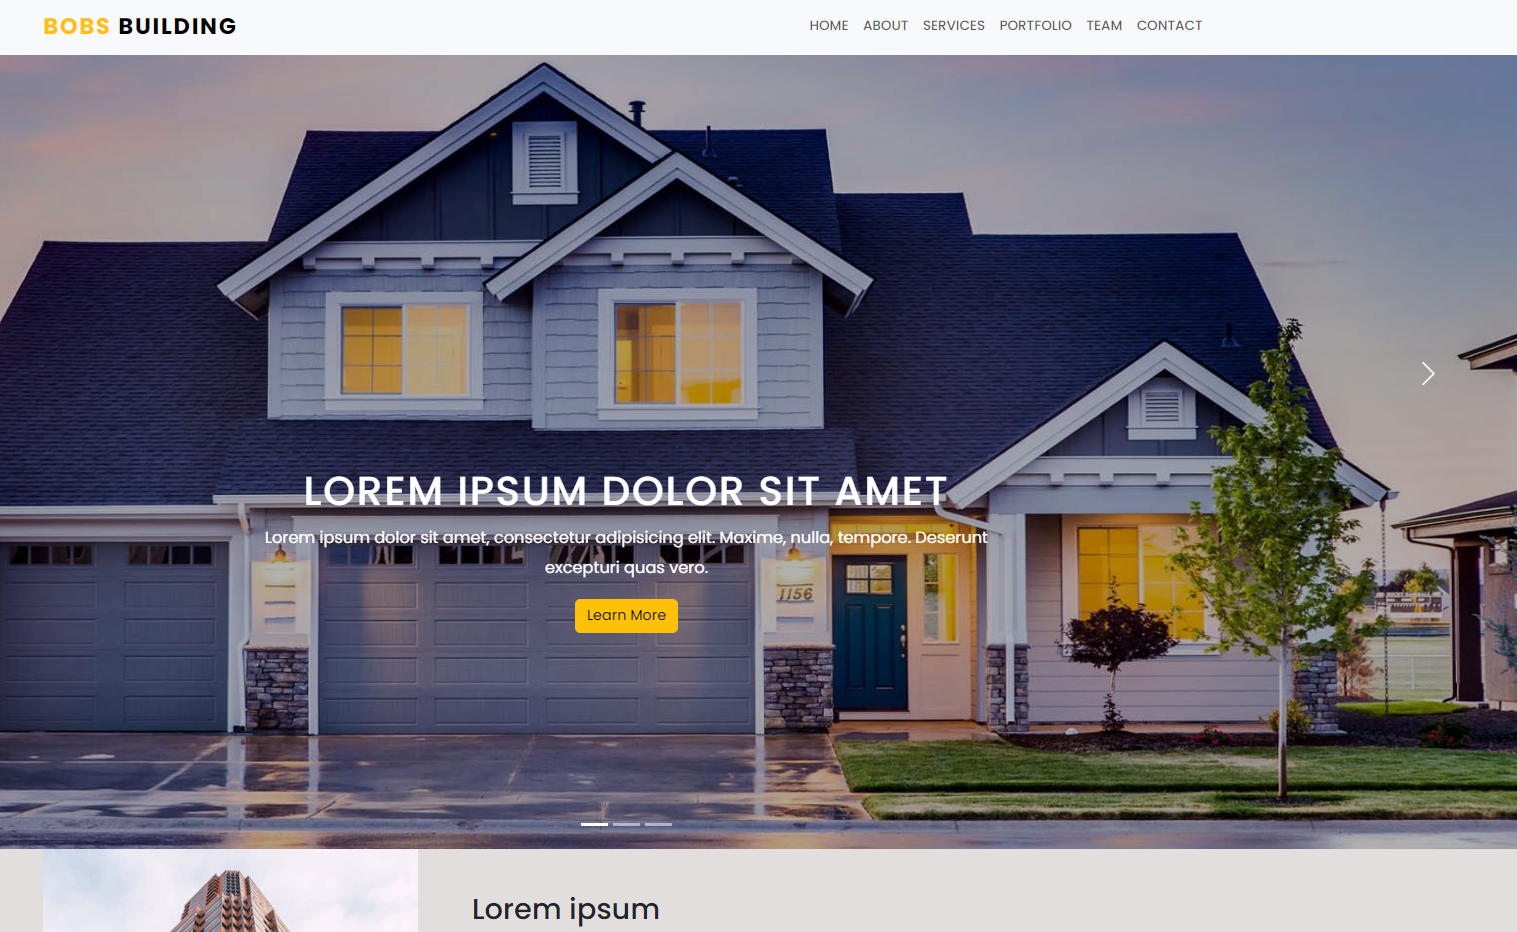 BOBS BUILDING
HOME ABOUT SERVICES PORTFOLIO TEAM CONTACT
LOREM IPSUM DOLOR SIT AMET
Lorem ipsum dolor sit amet, consectetur adipisicing elit. Maxime, nulla, tempore. Deserunt
excepturi quas vero.
1156
Learn More
Lorem ipsum